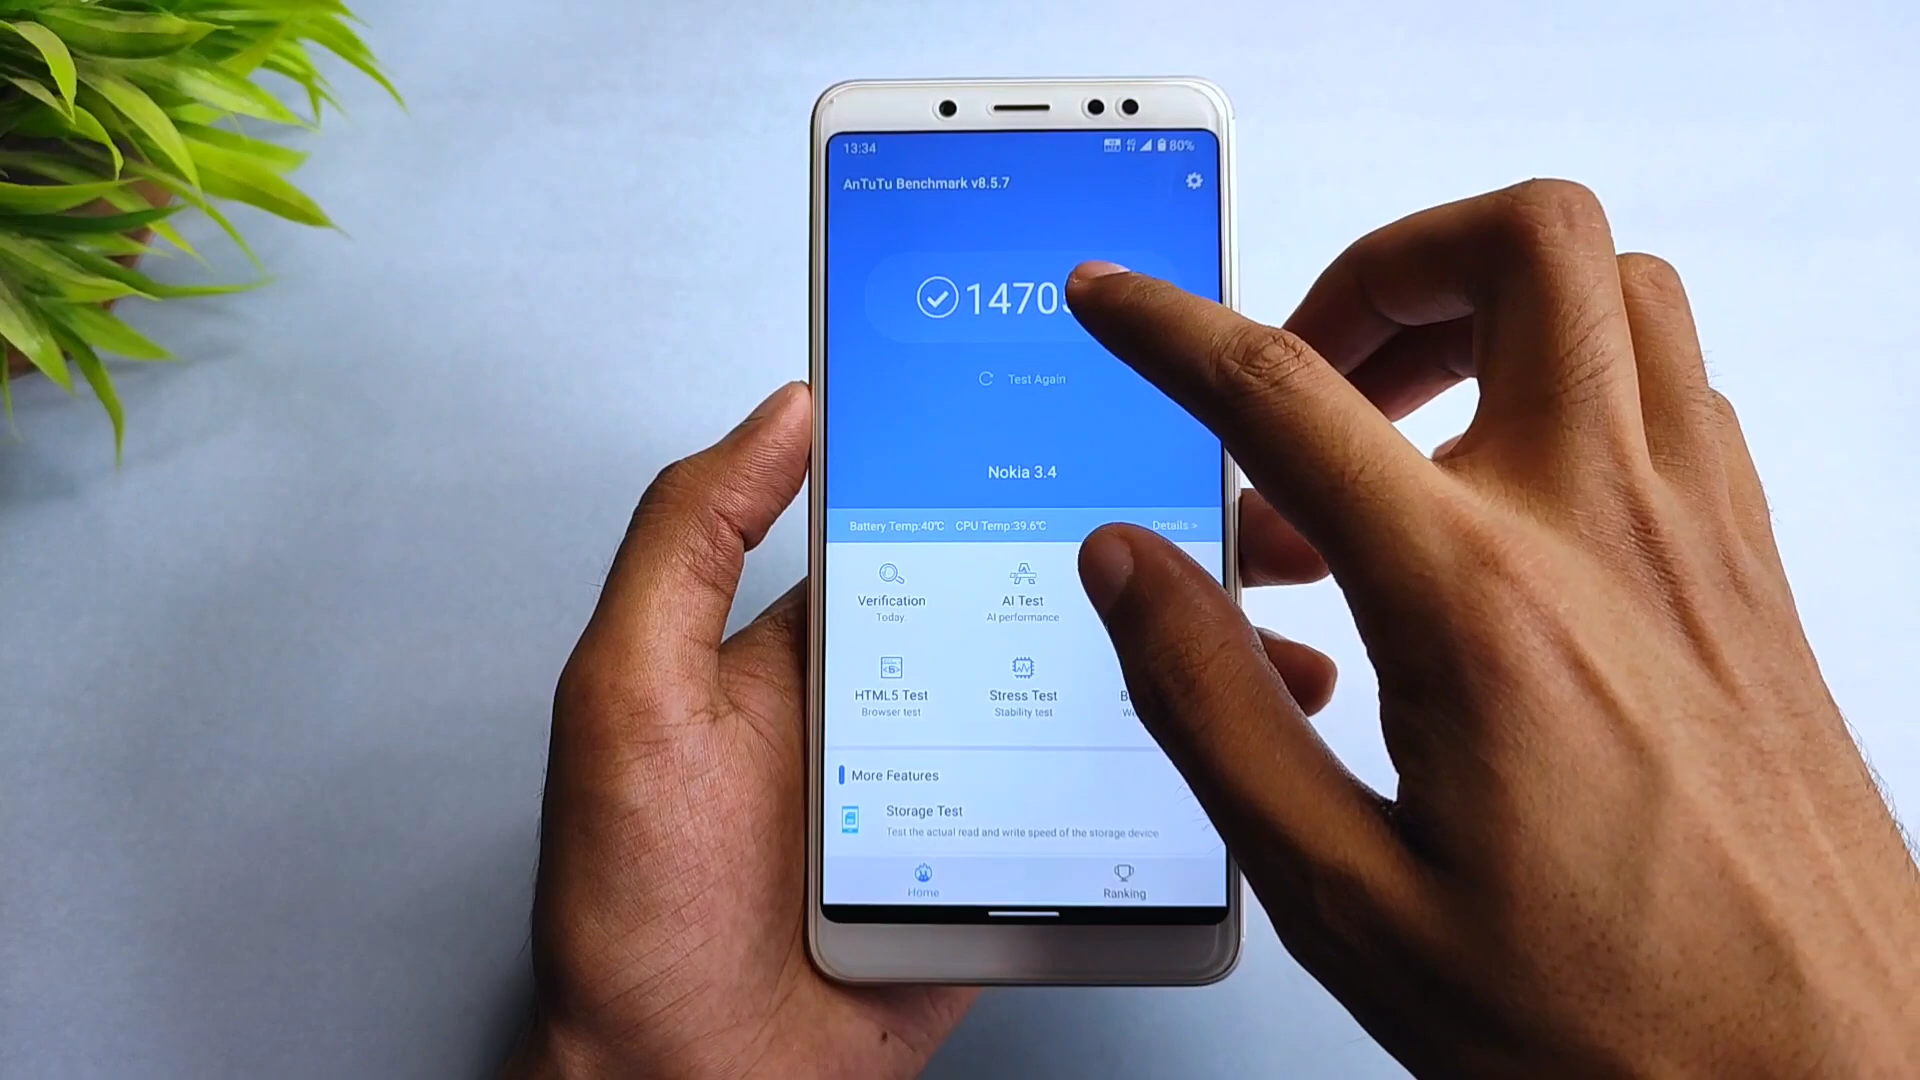 13:34
80%
AnTuTu Benchmark v8.5.7
1470
Test Again
Nokia 3.4
Battery Temp:40℃ CPU Temp:39.6℃ Details >
Verification
AI Test
Today
AI performance
HTML5 Test
Stress Test
Browser test
Stability test
More Features
Storage Test
Test the actual read and write speed of the storage device
Home
Ranking